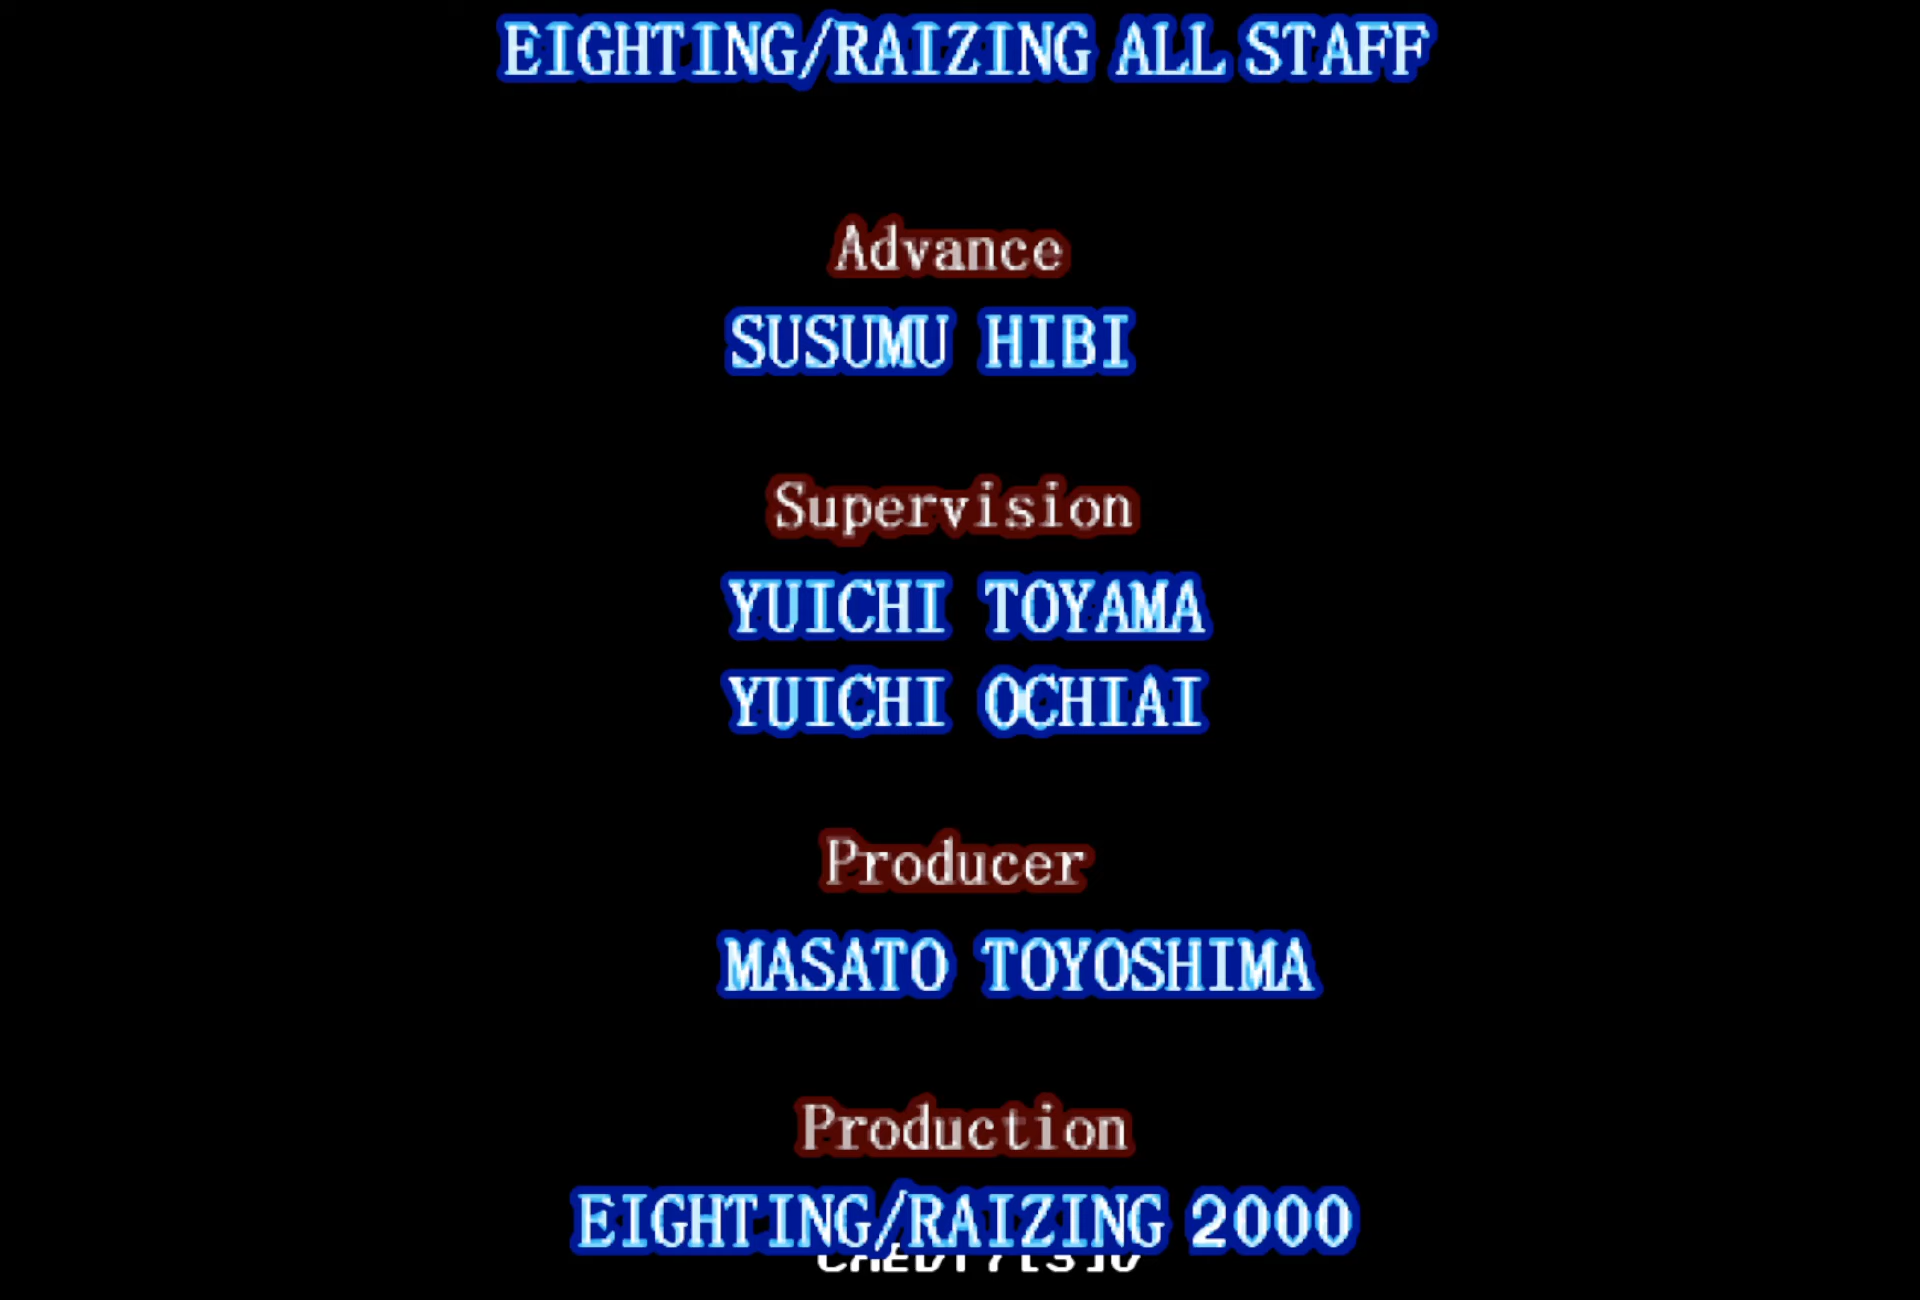 EIGHTING/RAIZING ALL STAFF
Advance
SUSUMU HIBI
Supervision
YUICHI TOYAMA
YUICHI OCHIAI
Producer
MASATO TOYOSHIMA
Production
EIGHTING/RAIZING 2000